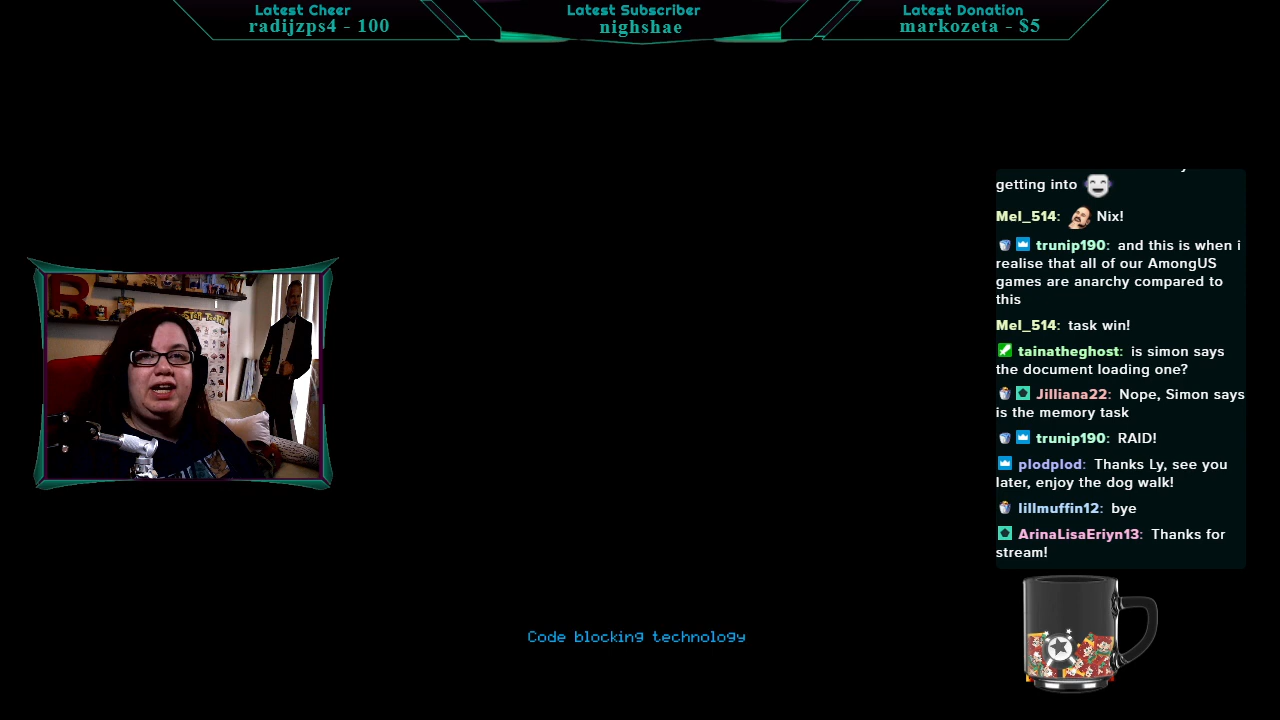 Latest Cheer
radijzps4 - 100
Latest Subscriber
nighshae
Latest Donation
markozeta - $5
getting into
Mel_514: Nix!
trunip190: and this is when i
realise that all of our AmongUS
games are anarchy compared to
this
Mel_514: task win!
tainatheghost: is simon says
the document loading one?
Jilliana22: Nope, Simon says
is the memory task
trunip190: RAID!
plodplod: Thanks Ly, see you
later, enjoy the dog walk!
lillmuffin12: bye
ArinaLisaEriyn13: Thanks for
stream!
Code blocking technology